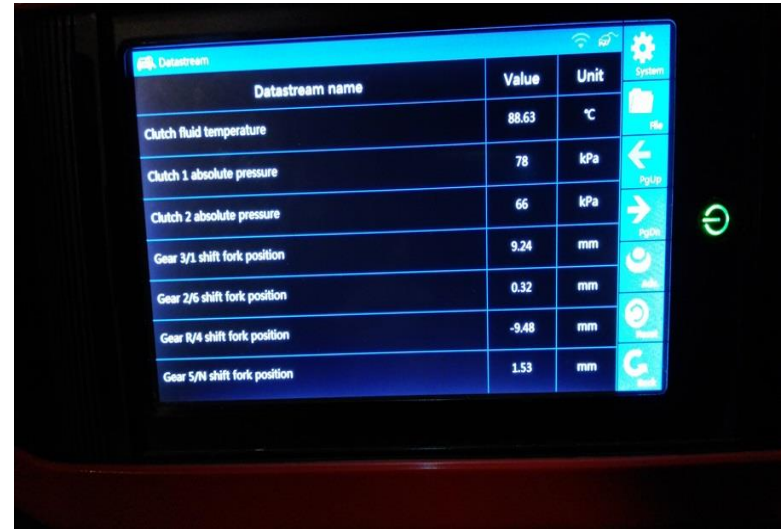 Datastream
Datastream name Value Unit
Clutch fluid temperature 88.63 ℃
Clutch 1 absolute pressure 78 kPa
Clutch 2 absolute pressure 66 kPa
Gear 3/1 shift fork position 9.24 mm
Gear 2/6 shift fork position 0.32 mm
Gear R/4 shift fork position -9.48 mm
Gear 5/N shift fork position 1.53 mm
System
File
PgUp
PgDn
Back